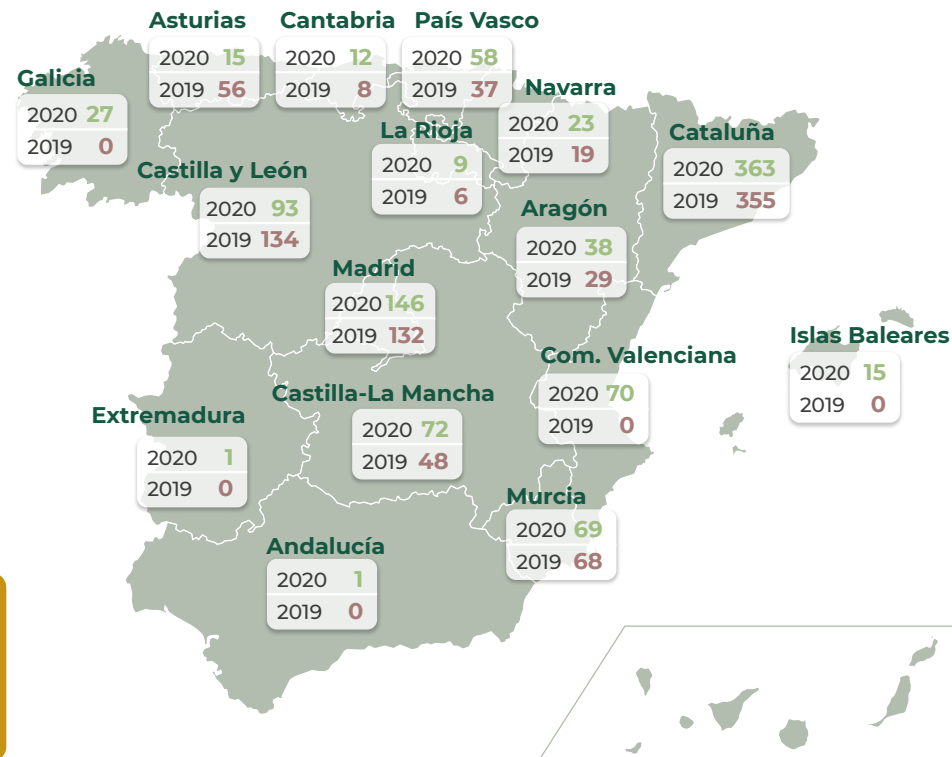 Asturias
2020 15
2019 56
Cantabria
2020 12
2019 8
País Vasco
2020 58
2019 37
Galicia
2020 27
2019 0
Navarra
2020 23
2019 19
La Rioja
2020 9
2019 6
Cataluña
2020 363
2019 355
Castilla y León
2020 93
2019 134
Aragón
2020 38
2019 29
Madrid
2020 146
2019 132
Islas Baleares
2020 15
2019 0
Com. Valenciana
2020 70
2019 0
Castilla-La Mancha
2020 72
2019 48
Extremadura
2020 1
2019 0
Murcia
2020 69
2019 68
Andalucía
2020 1
2019 0